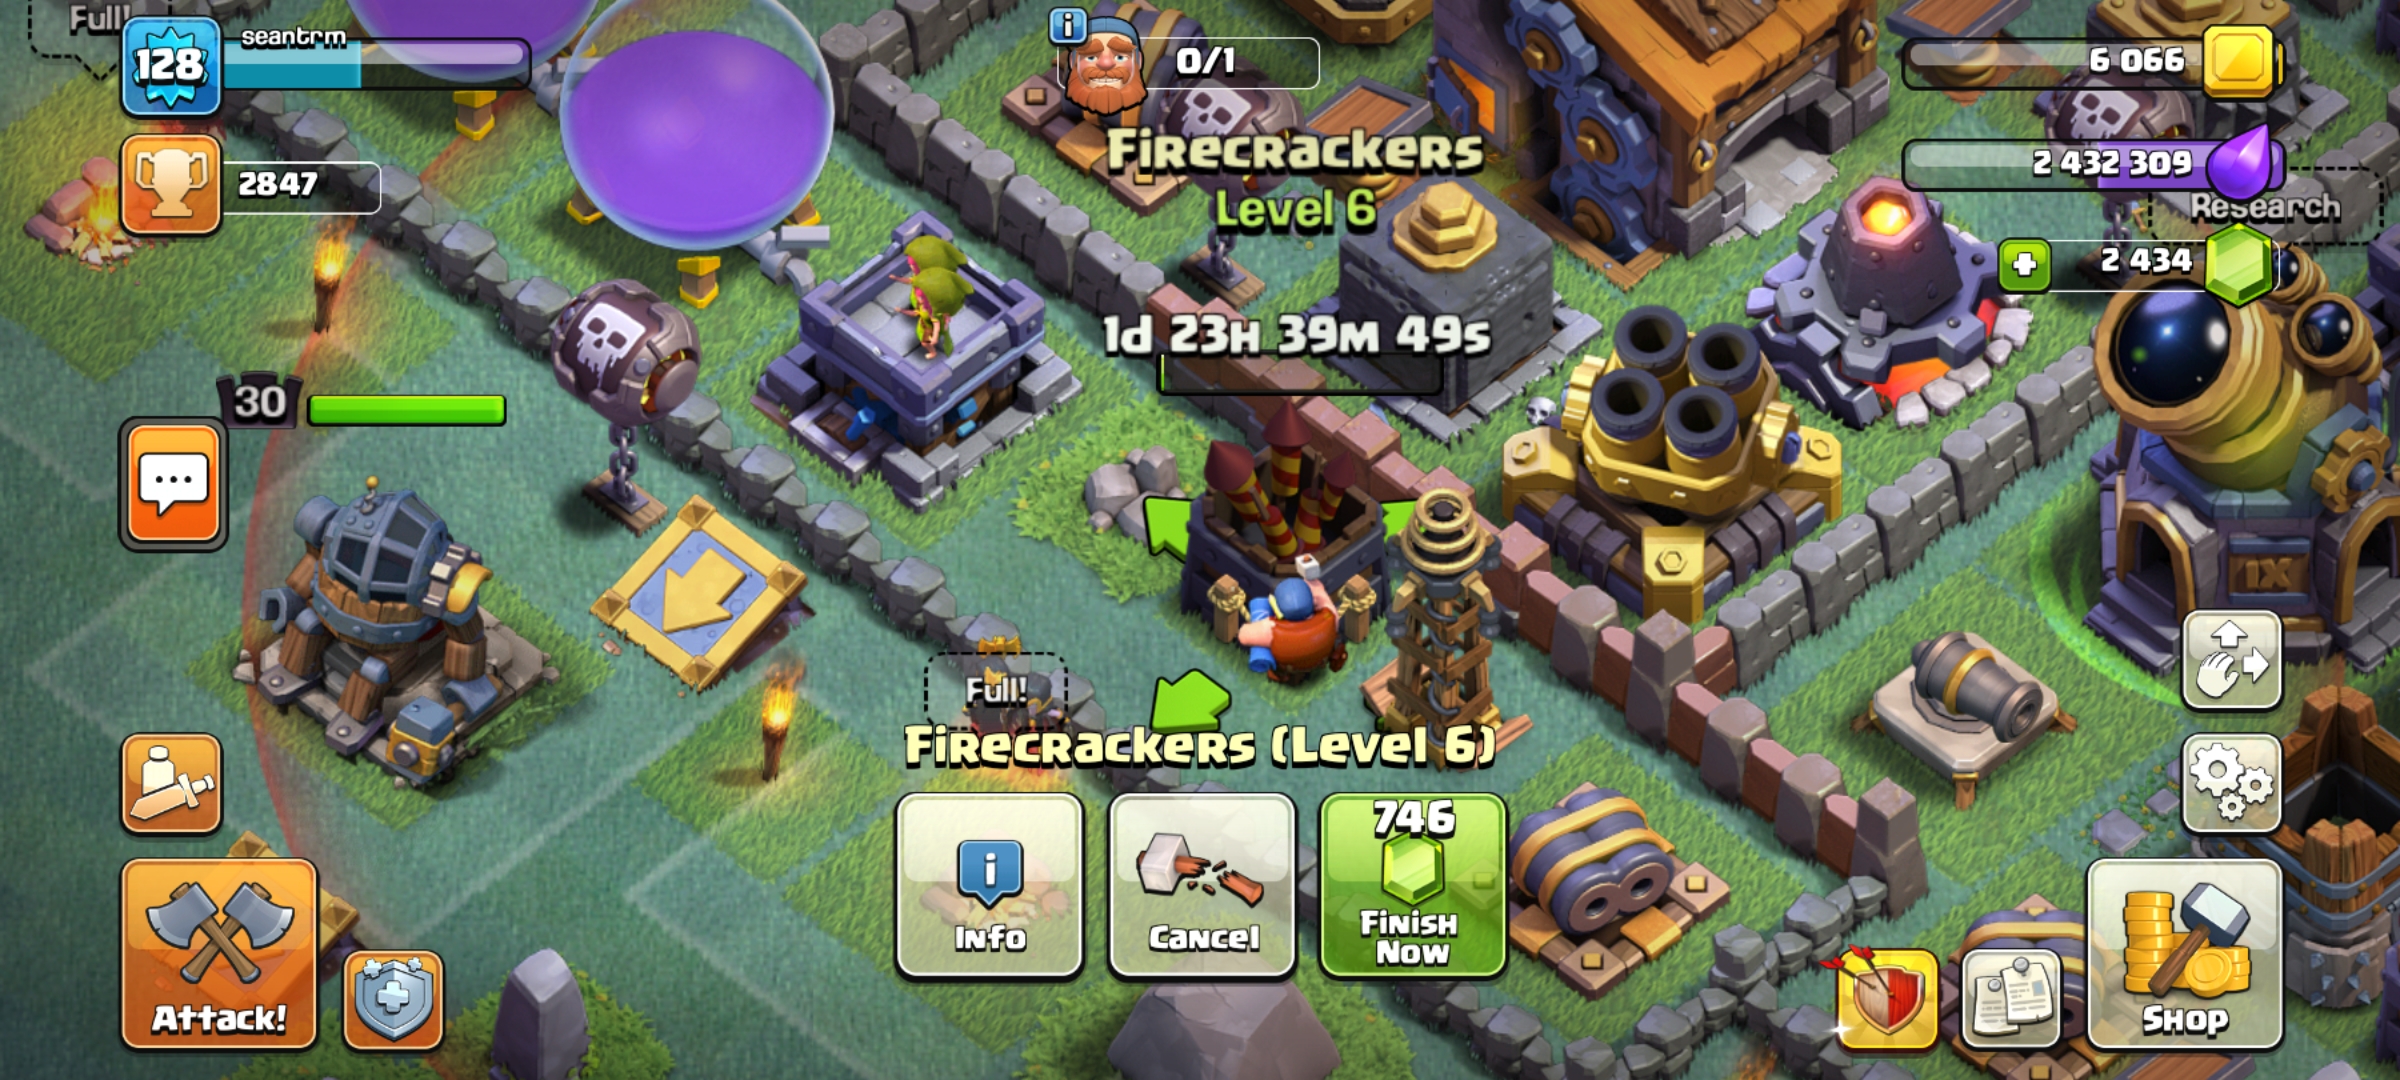 Full!
128
seantrm
0/1
6 066
2847
Firecrackers
Level 6
2 432 309
Research
2 434
1d 23H 39M 49s
30
IX
Full!
Firecrackers (Level 6)
Info
Cancel
746
Finish
Now
Attack!
Shop